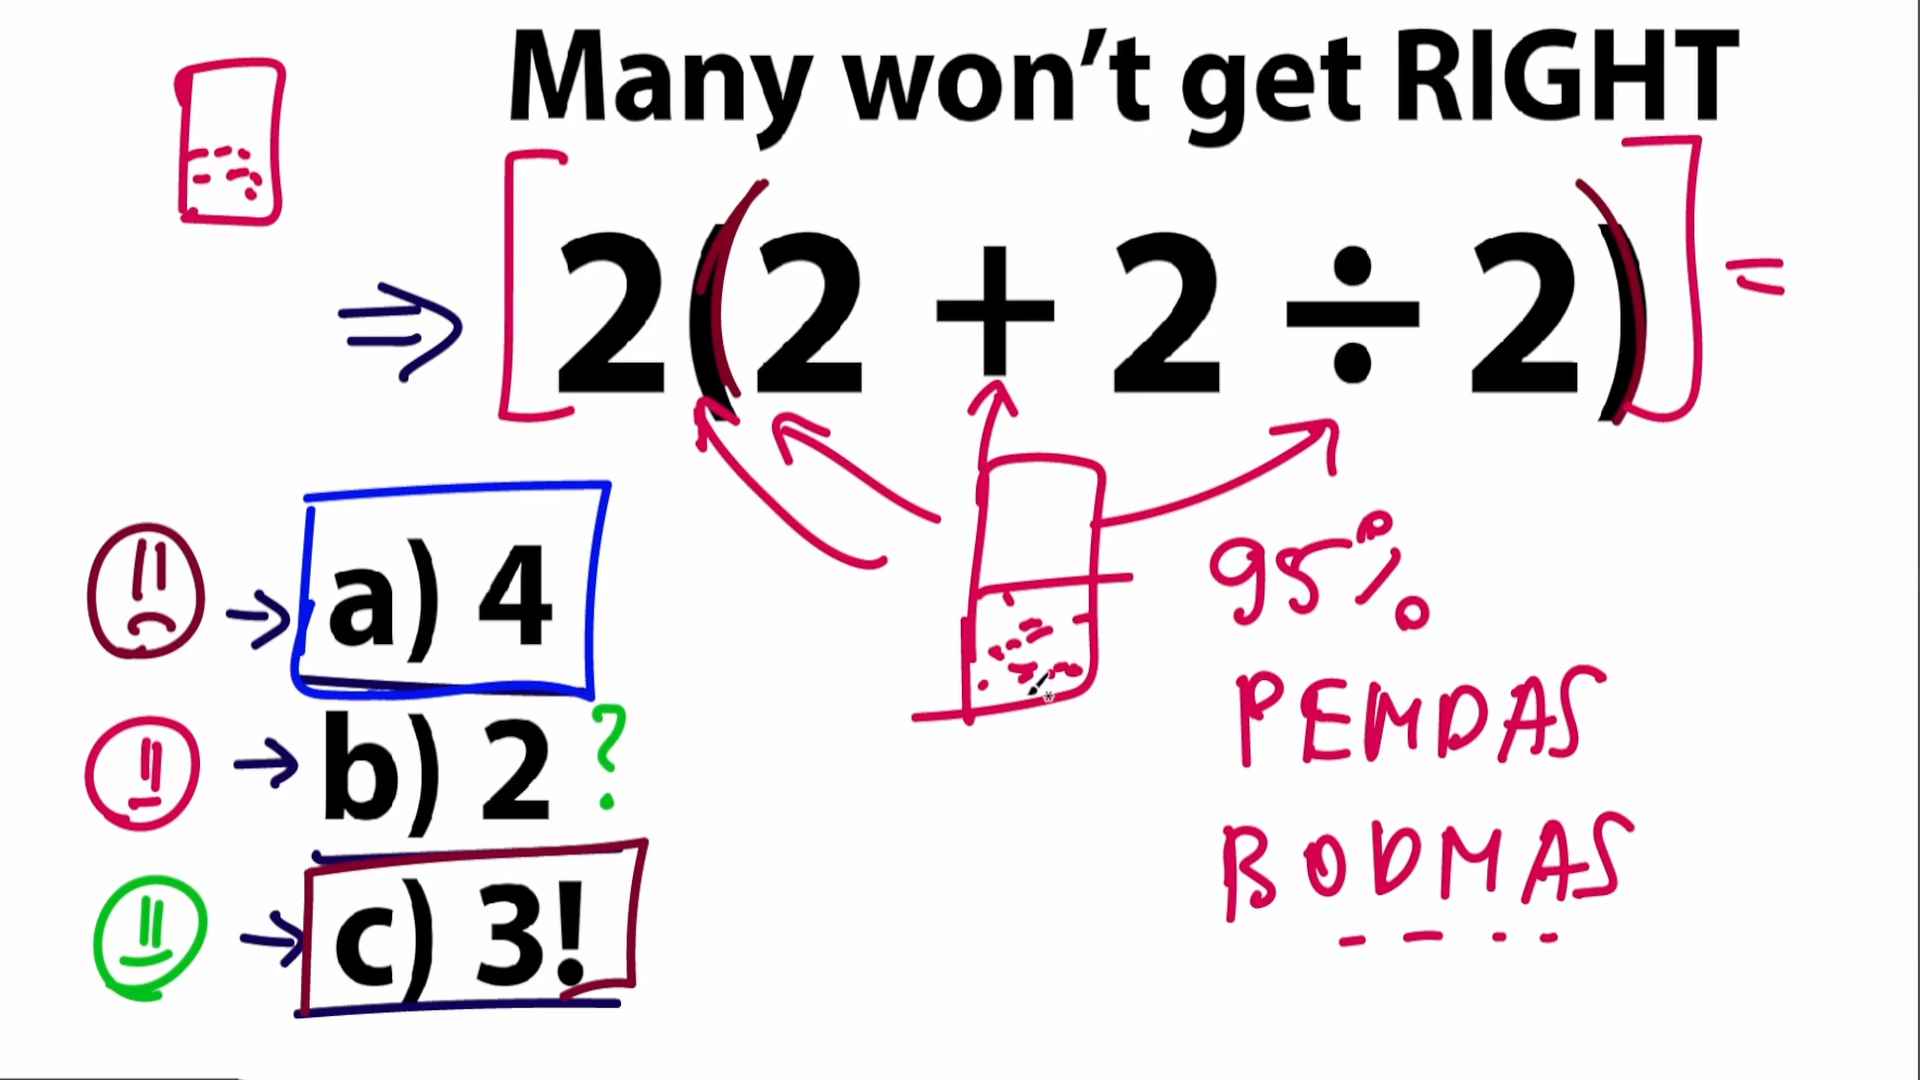 Many won’t get RIGHT
⇒ [2(2 + 2 ÷ 2)] =
→ a) 4
→ b) 2 ?
→ c) 3!
95%
PEMDAS
BODMAS